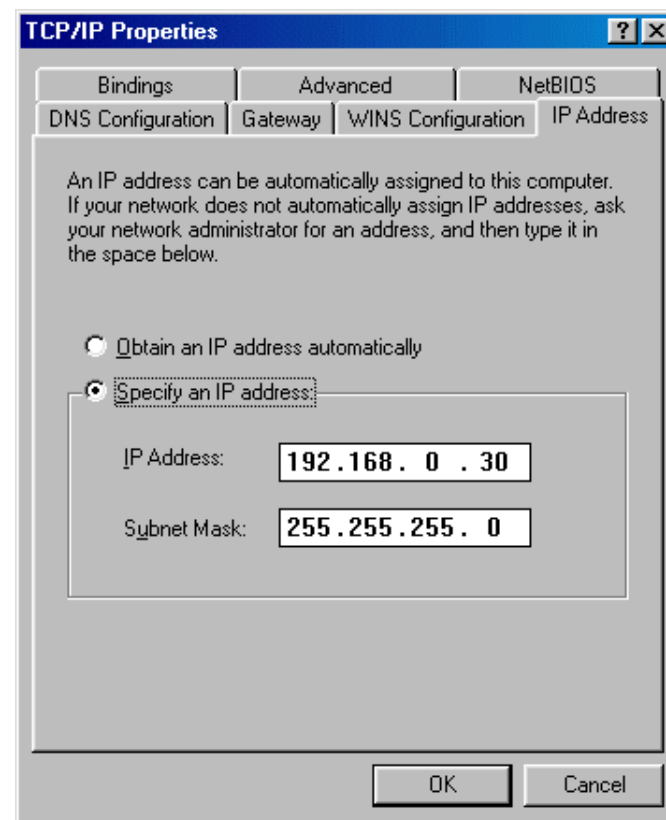 TCP/IP Properties
Bindings Advanced NetBIOS
DNS Configuration Gateway WINS Configuration IP Address
An IP address can be automatically assigned to this computer.
If your network does not automatically assign IP addresses, ask
your network administrator for an address, and then type it in
the space below.
Obtain an IP address automatically
Specify an IP address:
IP Address: 192.168. 0 .30
Subnet Mask: 255.255.255. 0
OK Cancel